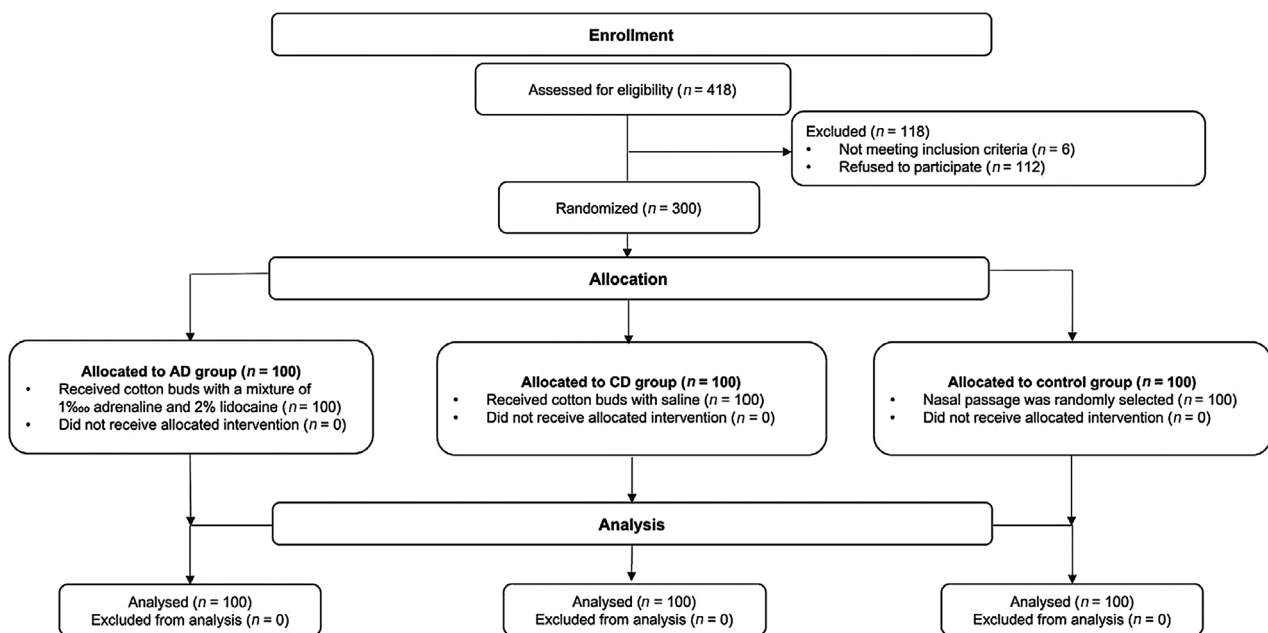 Enrollment
Assessed for eligibility (n = 418)
Excluded (n = 118)
• Not meeting inclusion criteria (n = 6)
• Refused to participate (n = 112)
Randomized (n = 300)
Allocation
Allocated to AD group (n = 100)
• Received cotton buds with a mixture of
1‱ adrenaline and 2% lidocaine (n = 100)
• Did not receive allocated intervention (n = 0)
Allocated to CD group (n = 100)
• Received cotton buds with saline (n = 100)
• Did not receive allocated intervention (n = 0)
Allocated to control group (n = 100)
• Nasal passage was randomly selected (n = 100)
• Did not receive allocated intervention (n = 0)
Analysis
Analysed (n = 100)
Excluded from analysis (n = 0)
Analysed (n = 100)
Excluded from analysis (n = 0)
Analysed (n = 100)
Excluded from analysis (n = 0)